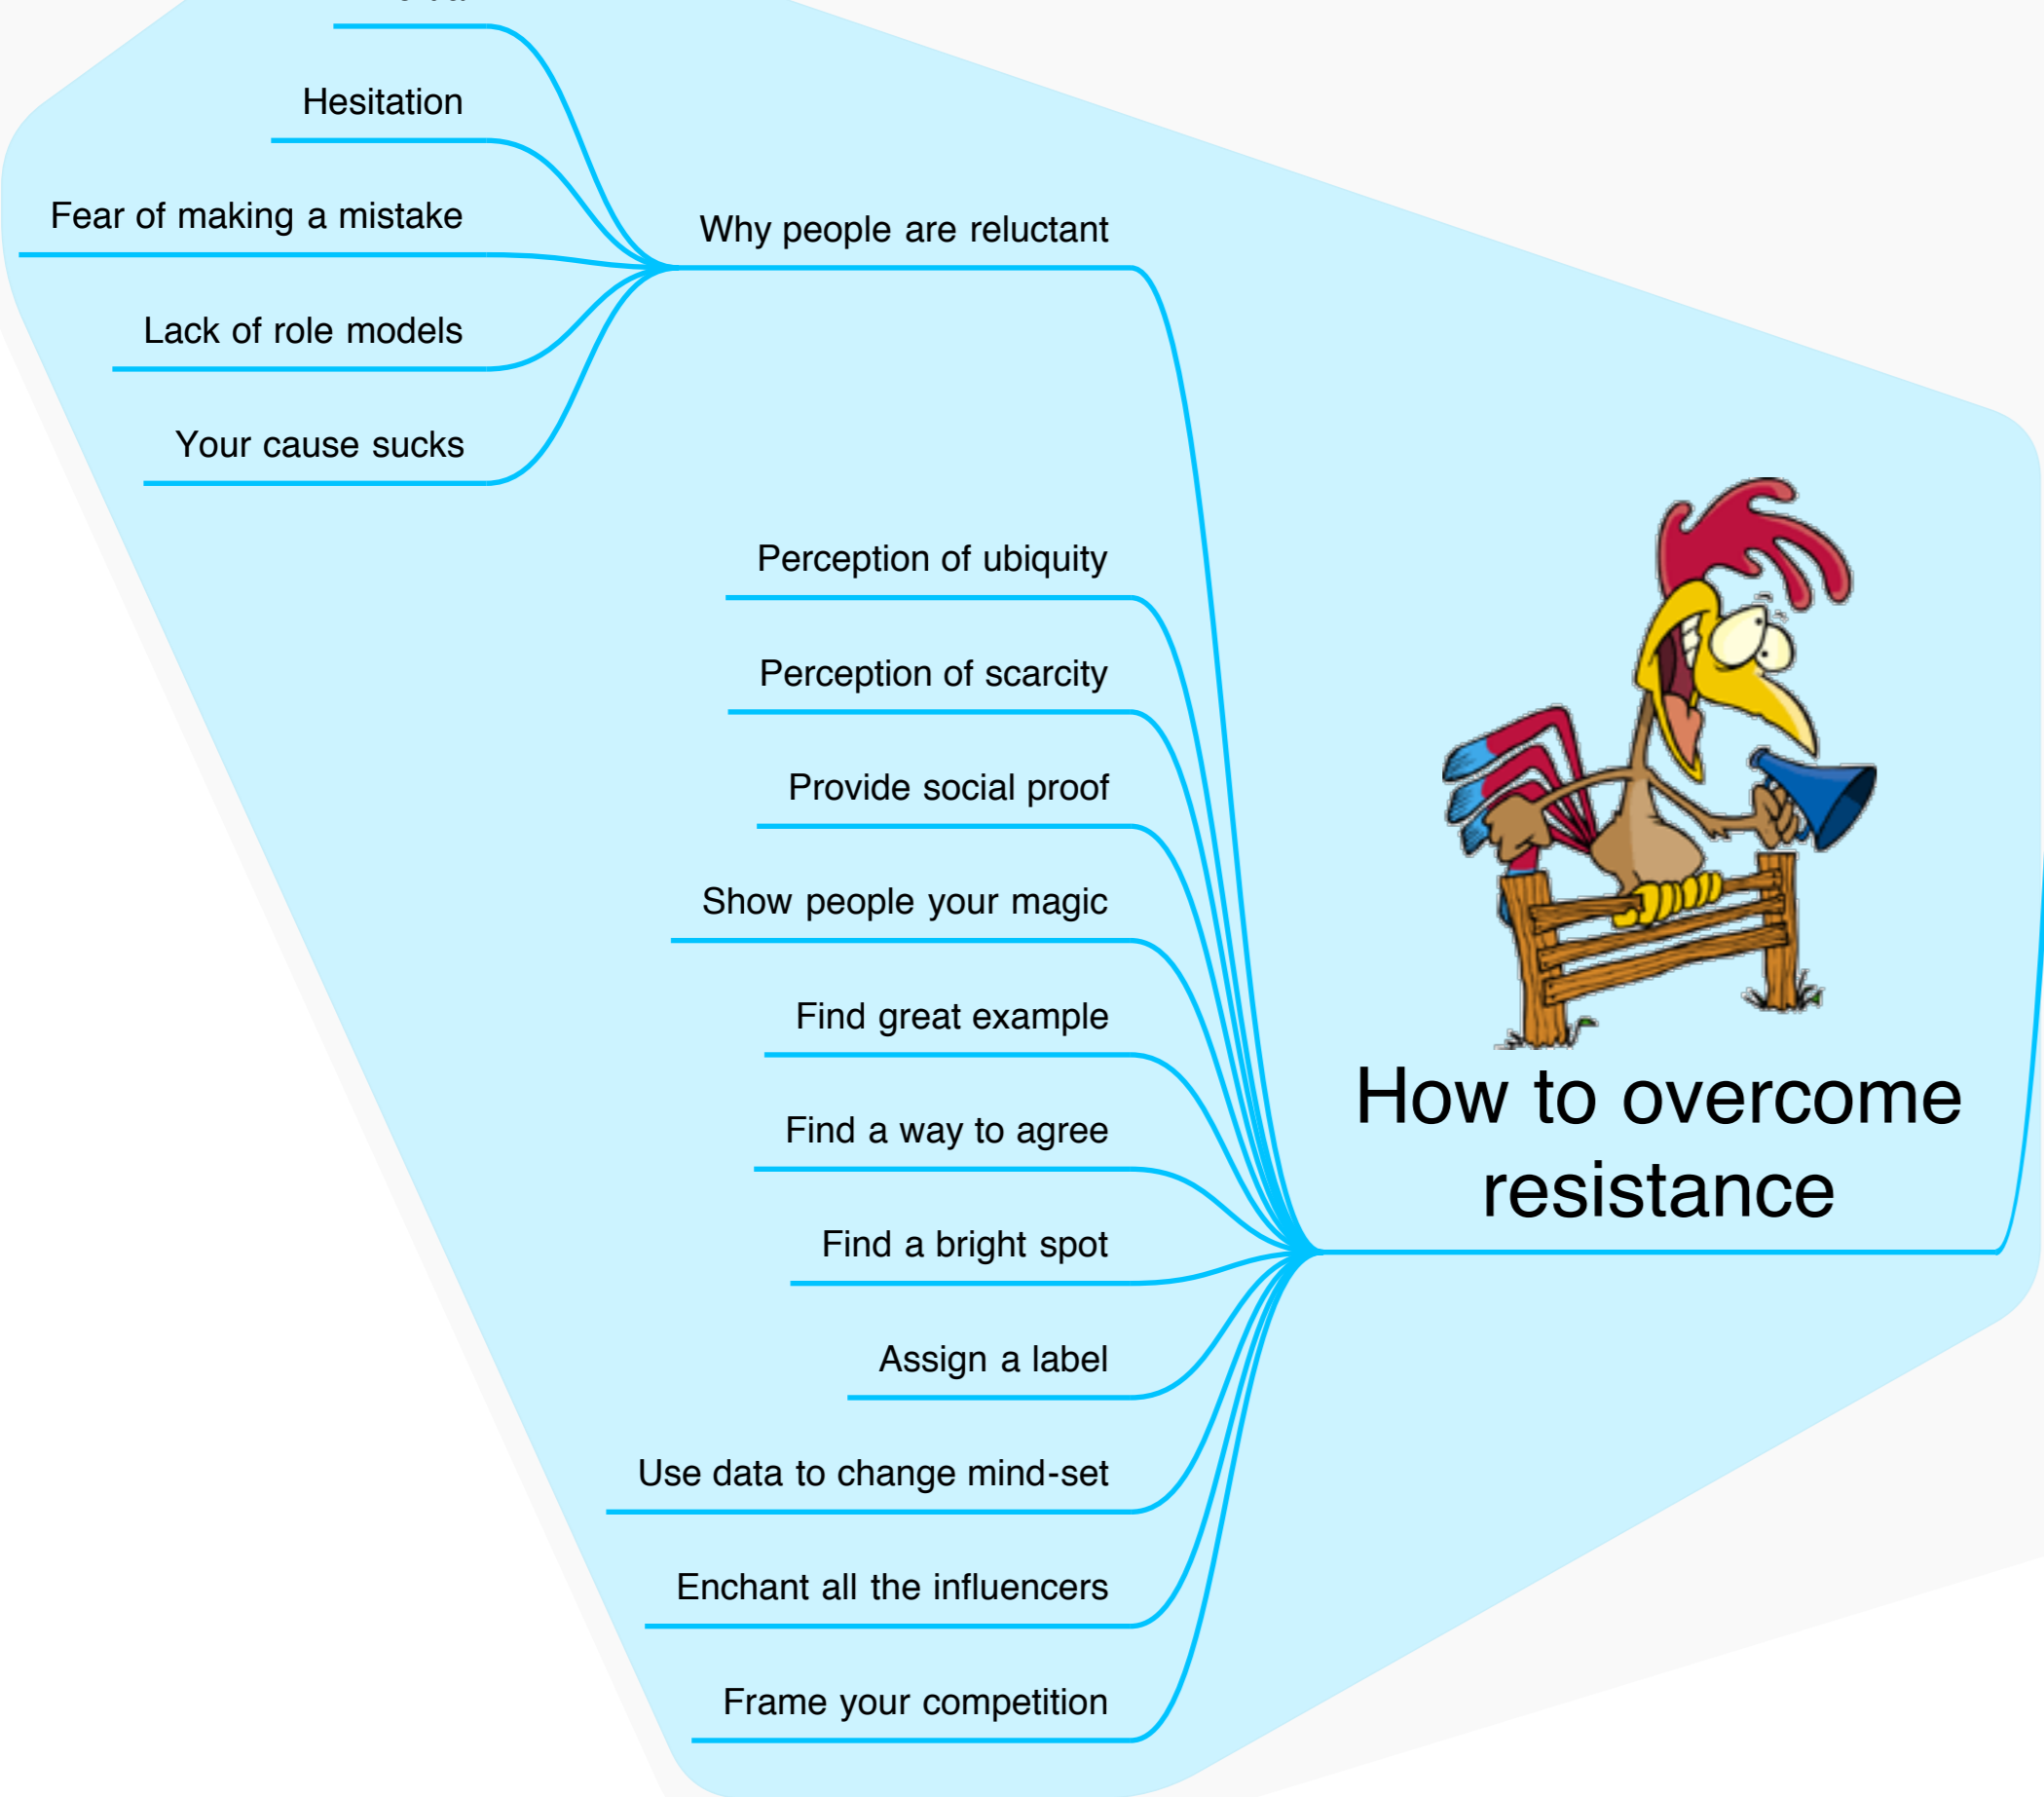 Hesitation
Fear of making a mistake
Lack of role models
Your cause sucks
Why people are reluctant
Perception of ubiquity
Perception of scarcity
Provide social proof
Show people your magic
Find great example
Find a way to agree
Find a bright spot
Assign a label
Use data to change mind-set
Enchant all the influencers
Frame your competition
How to overcome
resistance